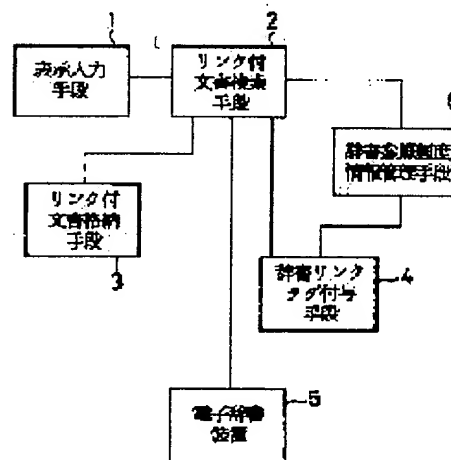 1
表示入力
手段
2
リンク付
文書検索
手段
6
辞書参照頻度
情報管理手段
リンク付
文書格納
手段
3
辞書リンク
タグ付与
手段
4
電子辞書
装置
5